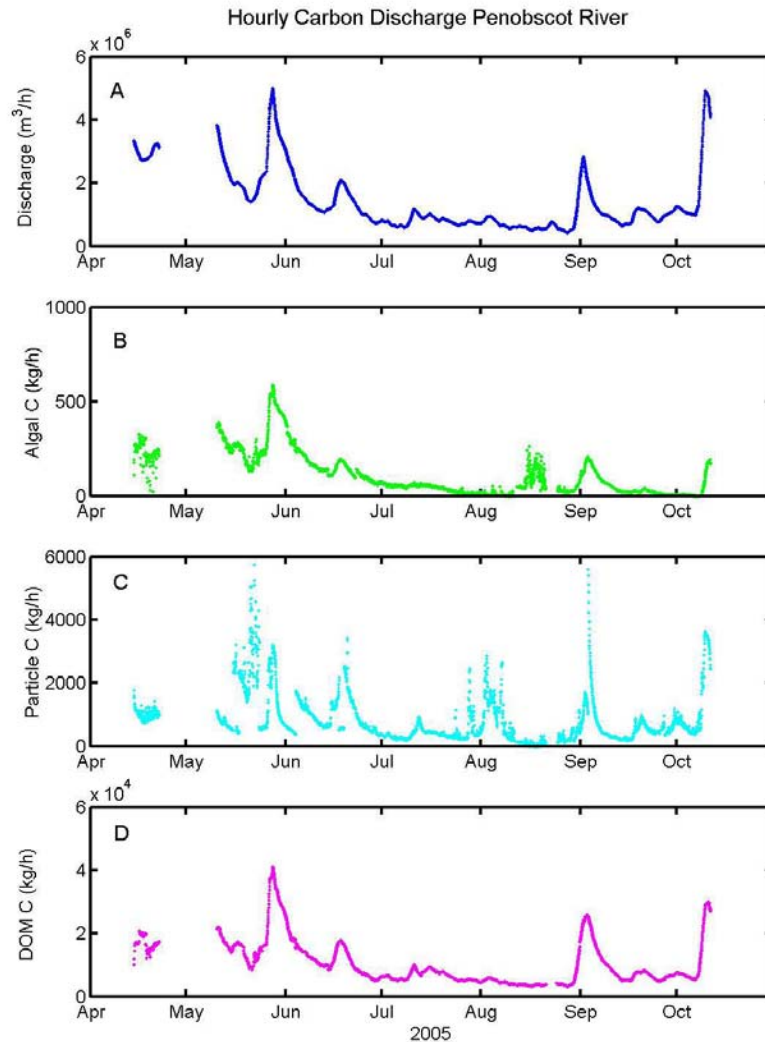 Hourly Carbon Discharge Penobscot River
x 10^6
6
4
2
0
A
Discharge (m³/h)
Apr May Jun Jul Aug Sep Oct
1000
500
0
B
Algal C (kg/h)
Apr May Jun Jul Aug Sep Oct
6000
4000
2000
0
C
Particle C (kg/h)
Apr May Jun Jul Aug Sep Oct
x 10^4
6
4
2
0
D
DOM C (kg/h)
Apr May Jun Jul Aug Sep Oct
2005